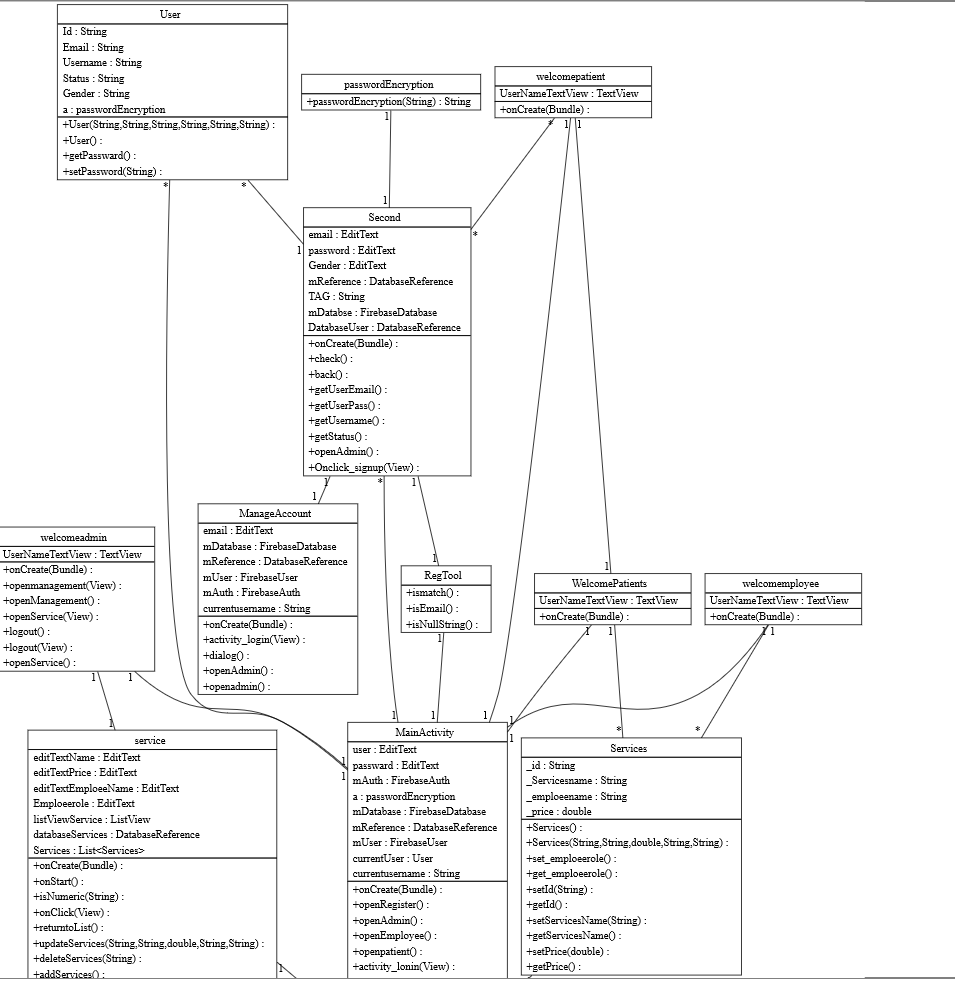 User
Id : String
Email : String
Username : String
Status : String
Gender : String
a : passwordEncryption
+User(String,String,String,String,String,String) :
+User() :
+getPassward() :
+setPassword(String) :
*
*
passwordEncryption
+passwordEncryption(String) : String
1
welcomepatient
UserNameTextView : TextView
+onCreate(Bundle) :
*
1
1
1
Second
email : EditText
password : EditText
Gender : EditText
mReference : DatabaseReference
TAG : String
mDatabse : FirebaseDatabase
DatabaseUser : DatabaseReference
+onCreate(Bundle) :
+check() :
+back() :
+getUserEmail() :
+getUserPass() :
+getUsername() :
+getStatus() :
+openAdmin() :
+Onclick_signup(View) :
1
*
1
*
1
1
ManageAccount
email : EditText
mDatabase : FirebaseDatabase
mReference : DatabaseReference
mUser : FirebaseUser
mAuth : FirebaseAuth
currentusername : String
+onCreate(Bundle) :
+activity_login(View) :
+dialog() :
+openAdmin() :
+openadmin() :
welcomeadmin
UserNameTextView : TextView
+onCreate(Bundle) :
+openmanagement(View) :
+openManagement() :
+openService(View) :
+logout() :
+logout(View) :
+openService() :
1
1
1
RegTool
+ismatch() :
+isEmail() :
+isNullString() :
1
1
WelcomePatients
UserNameTextView : TextView
+onCreate(Bundle) :
1
1
welcomemployee
UserNameTextView : TextView
+onCreate(Bundle) :
1
1
1
service
editTextName : EditText
editTextPrice : EditText
editTextEmploeeName : EditText
Emploeerole : EditText
listViewService : ListView
databaseServices : DatabaseReference
Services : List<Services>
+onCreate(Bundle) :
+onStart() :
+isNumeric(String) :
+onClick(View) :
+returntoList() :
+updateServices(String,String,double,String,String) :
+deleteServices(String) :
+addServices() :
1
1
1
1
1
1
1
1
MainActivity
user : EditText
passward : EditText
mAuth : FirebaseAuth
a : passwordEncryption
mDatabase : FirebaseDatabase
mReference : DatabaseReference
mUser : FirebaseUser
currentUser : User
currentusername : String
+onCreate(Bundle) :
+openRegister() :
+openAdmin() :
+openEmployee() :
+openpatient() :
+activity_lonin(View) :
*
*
Services
_id : String
_Servicesname : String
_emploeename : String
_price : double
+Services() :
+Services(String,String,double,String,String) :
+set_emploeerole() :
+get_emploeerole() :
+setId(String) :
+getId() :
+setServicesName(String) :
+getServicesName() :
+setPrice(double) :
+getPrice() :